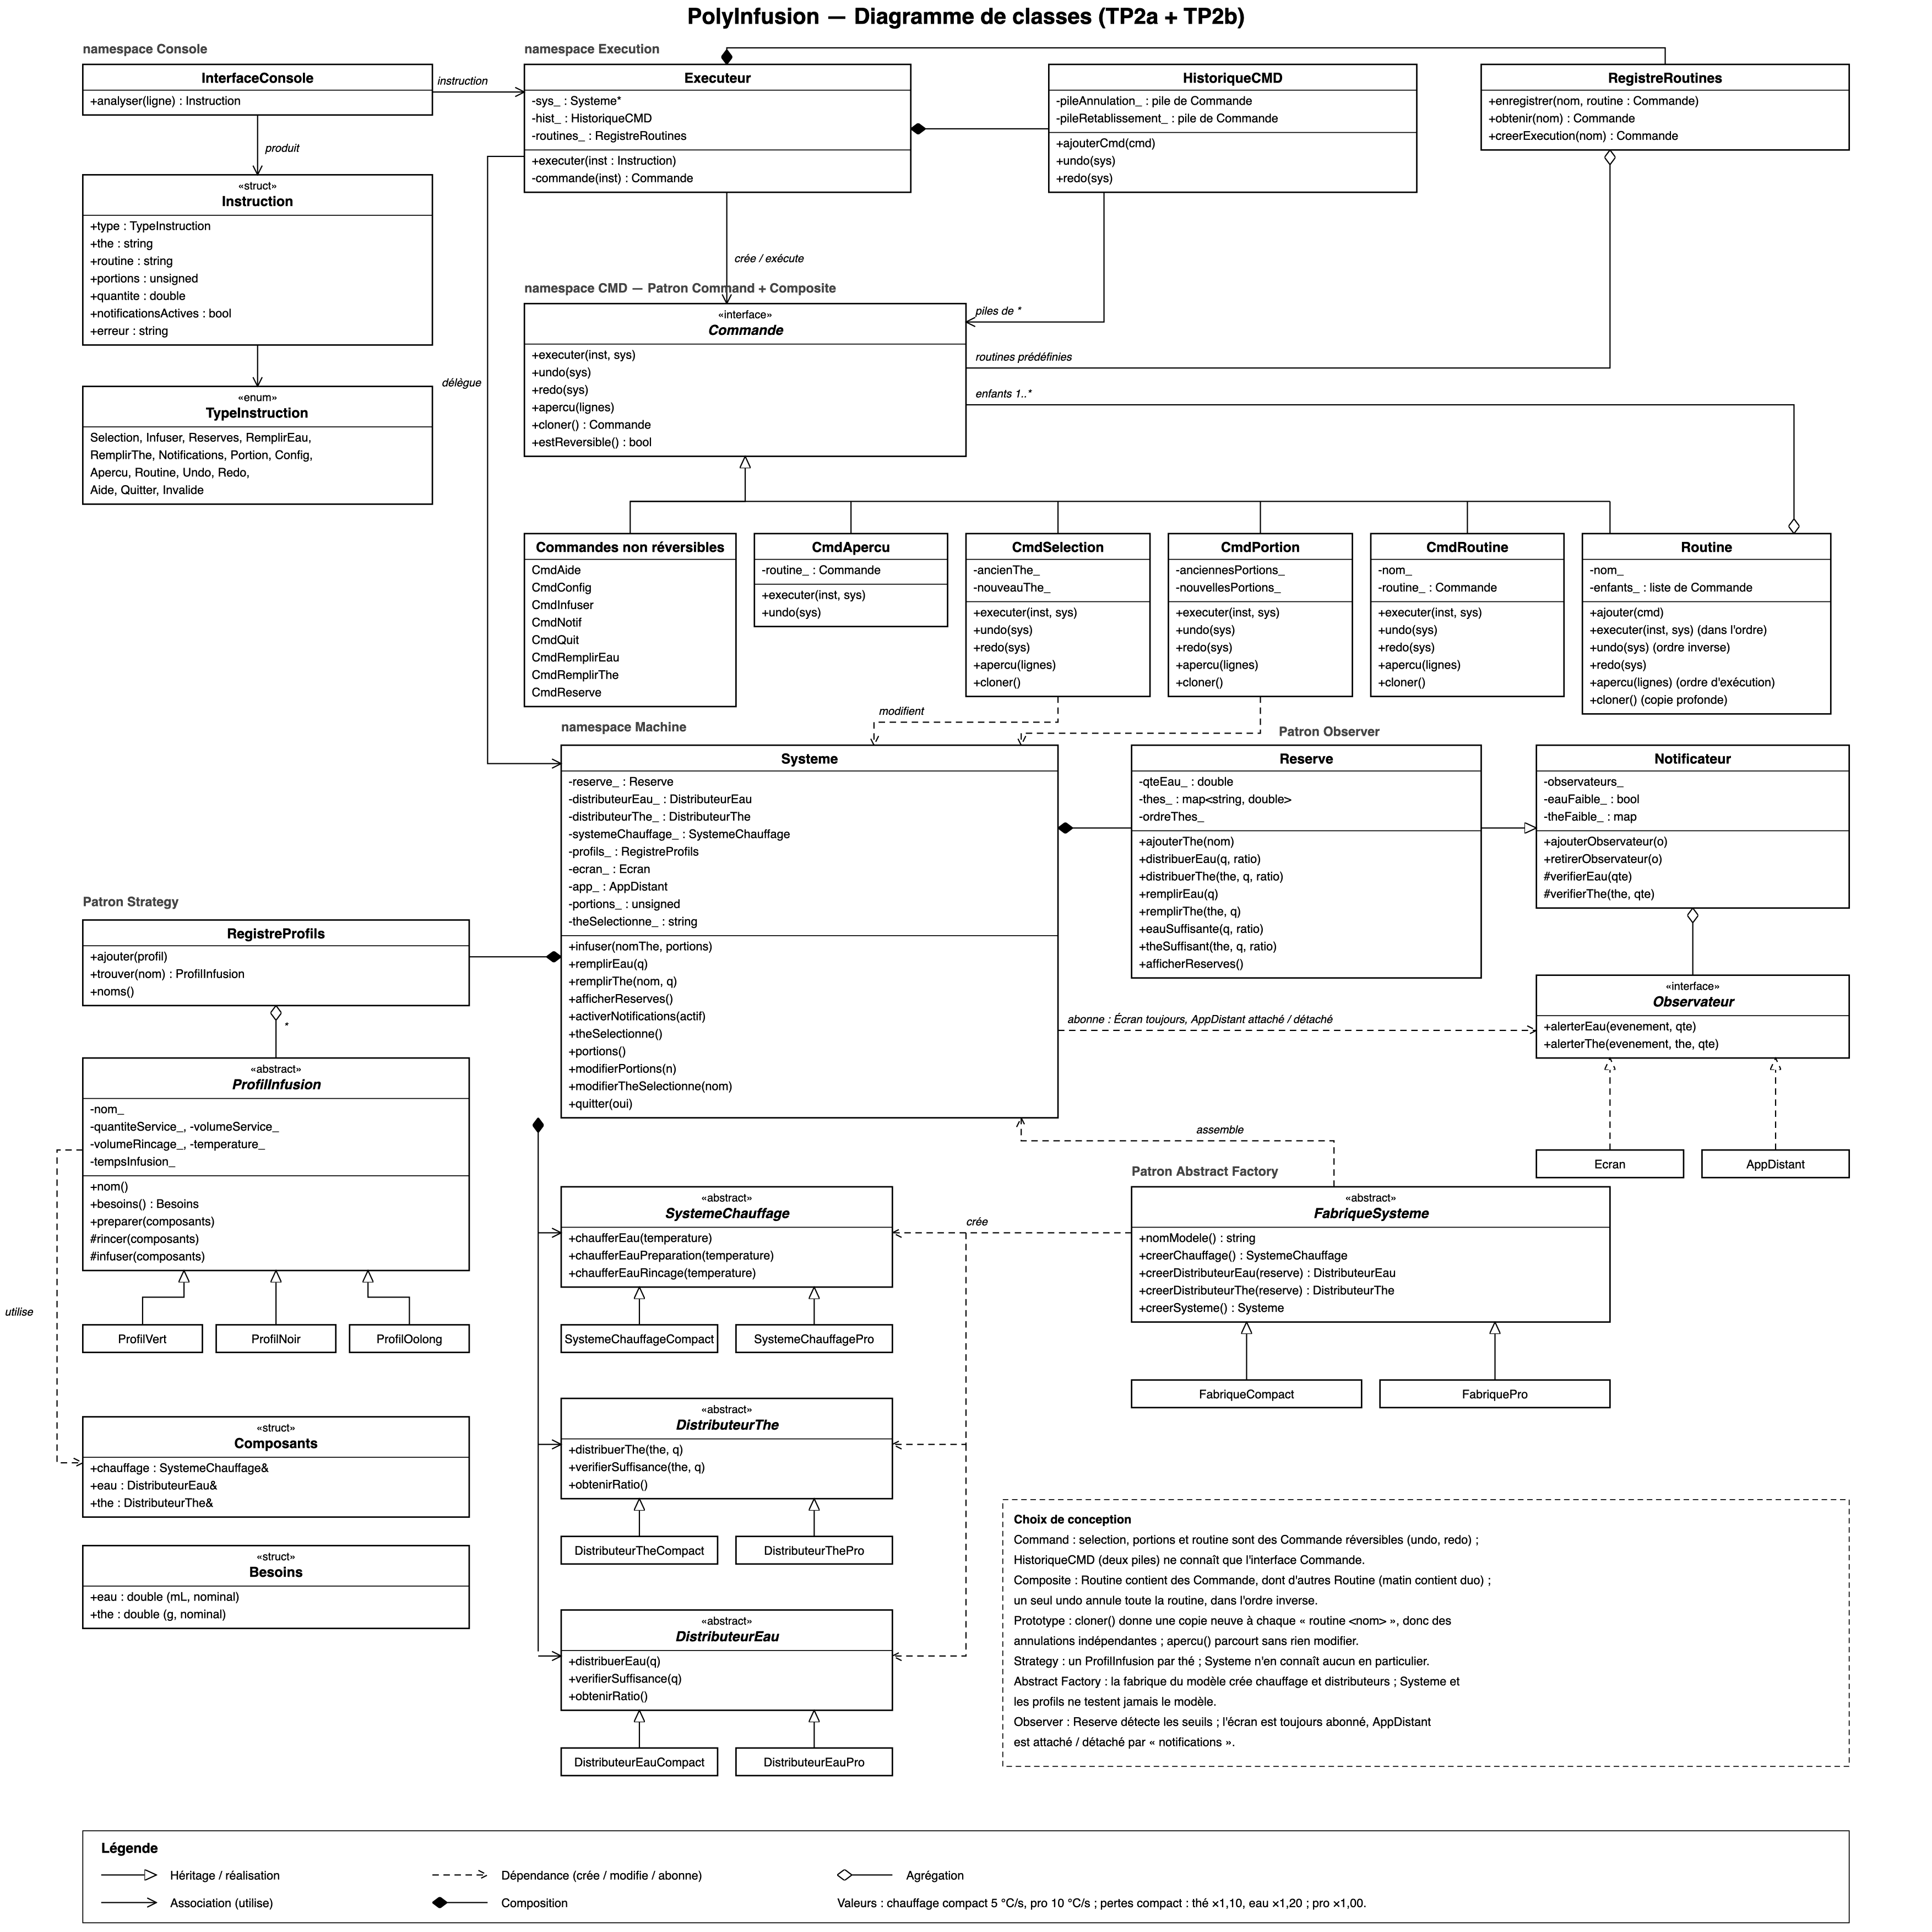 PolyInfusion — Diagramme de classes (TP2a + TP2b)
namespace Console
InterfaceConsole
+analyser(ligne) : Instruction
instruction
produit
«struct»
Instruction
+type : TypeInstruction
+the : string
+routine : string
+portions : unsigned
+quantite : double
+notificationsActives : bool
+erreur : string
«enum»
TypeInstruction
Selection, Infuser, Reserves, RemplirEau,
RemplirThe, Notifications, Portion, Config,
Apercu, Routine, Undo, Redo,
Aide, Quitter, Invalide
namespace Execution
Executeur
-sys_ : Systeme*
-hist_ : HistoriqueCMD
-routines_ : RegistreRoutines
+executer(inst : Instruction)
-commande(inst) : Commande
HistoriqueCMD
-pileAnnulation_ : pile de Commande
-pileRetablissement_ : pile de Commande
+ajouterCmd(cmd)
+undo(sys)
+redo(sys)
RegistreRoutines
+enregistrer(nom, routine : Commande)
+obtenir(nom) : Commande
+creerExecution(nom) : Commande
crée / exécute
délègue
namespace CMD — Patron Command + Composite
«interface»
Commande
+executer(inst, sys)
+undo(sys)
+redo(sys)
+apercu(lignes)
+cloner() : Commande
+estReversible() : bool
piles de *
routines prédéfinies
enfants 1..*
Commandes non réversibles
CmdAide
CmdConfig
CmdInfuser
CmdNotif
CmdQuit
CmdRemplirEau
CmdRemplirThe
CmdReserve
CmdApercu
-routine_ : Commande
+executer(inst, sys)
+undo(sys)
CmdSelection
-ancienThe_
-nouveauThe_
+executer(inst, sys)
+undo(sys)
+redo(sys)
+apercu(lignes)
+cloner()
CmdPortion
-anciennesPortions_
-nouvellesPortions_
+executer(inst, sys)
+undo(sys)
+redo(sys)
+apercu(lignes)
+cloner()
CmdRoutine
-nom_
-routine_ : Commande
+executer(inst, sys)
+undo(sys)
+redo(sys)
+apercu(lignes)
+cloner()
Routine
-nom_
-enfants_ : liste de Commande
+ajouter(cmd)
+executer(inst, sys) (dans l'ordre)
+undo(sys) (ordre inverse)
+redo(sys)
+apercu(lignes) (ordre d'exécution)
+cloner() (copie profonde)
modifient
namespace Machine
Systeme
-reserve_ : Reserve
-distributeurEau_ : DistributeurEau
-distributeurThe_ : DistributeurThe
-systemeChauffage_ : SystemeChauffage
-profils_ : RegistreProfils
-ecran_ : Ecran
-app_ : AppDistant
-portions_ : unsigned
-theSelectionne_ : string
+infuser(nomThe, portions)
+remplirEau(q)
+remplirThe(nom, q)
+afficherReserves()
+activerNotifications(actif)
+theSelectionne()
+portions()
+modifierPortions(n)
+modifierTheSelectionne(nom)
+quitter(oui)
Patron Observer
Reserve
-qteEau_ : double
-thes_ : map<string, double>
-ordreThes_
+ajouterThe(nom)
+distribuerEau(q, ratio)
+distribuerThe(the, q, ratio)
+remplirEau(q)
+remplirThe(the, q)
+eauSuffisante(q, ratio)
+theSuffisant(the, q, ratio)
+afficherReserves()
Notificateur
-observateurs_
-eauFaible_ : bool
-theFaible_ : map
+ajouterObservateur(o)
+retirerObservateur(o)
#verifierEau(qte)
#verifierThe(the, qte)
«interface»
Observateur
+alerterEau(evenement, qte)
+alerterThe(evenement, the, qte)
abonne : Écran toujours, AppDistant attaché / détaché
Ecran
AppDistant
Patron Strategy
RegistreProfils
+ajouter(profil)
+trouver(nom) : ProfilInfusion
+noms()
*
«abstract»
ProfilInfusion
-nom_
-quantiteService_, -volumeService_
-volumeRincage_, -temperature_
-tempsInfusion_
+nom()
+besoins() : Besoins
+preparer(composants)
#rincer(composants)
#infuser(composants)
utilise
ProfilVert
ProfilNoir
ProfilOolong
«struct»
Composants
+chauffage : SystemeChauffage&
+eau : DistributeurEau&
+the : DistributeurThe&
«struct»
Besoins
+eau : double (mL, nominal)
+the : double (g, nominal)
assemble
Patron Abstract Factory
«abstract»
SystemeChauffage
+chaufferEau(temperature)
+chaufferEauPreparation(temperature)
+chaufferEauRincage(temperature)
crée
SystemeChauffageCompact
SystemeChauffagePro
«abstract»
FabriqueSysteme
+nomModele() : string
+creerChauffage() : SystemeChauffage
+creerDistributeurEau(reserve) : DistributeurEau
+creerDistributeurThe(reserve) : DistributeurThe
+creerSysteme() : Systeme
FabriqueCompact
FabriquePro
«abstract»
DistributeurThe
+distribuerThe(the, q)
+verifierSuffisance(the, q)
+obtenirRatio()
DistributeurTheCompact
DistributeurThePro
«abstract»
DistributeurEau
+distribuerEau(q)
+verifierSuffisance(q)
+obtenirRatio()
DistributeurEauCompact
DistributeurEauPro
Choix de conception
Command : selection, portions et routine sont des Commande réversibles (undo, redo) ;
HistoriqueCMD (deux piles) ne connaît que l'interface Commande.
Composite : Routine contient des Commande, dont d'autres Routine (matin contient duo) ;
un seul undo annule toute la routine, dans l'ordre inverse.
Prototype : cloner() donne une copie neuve à chaque « routine <nom> », donc des
annulations indépendantes ; apercu() parcourt sans rien modifier.
Strategy : un ProfilInfusion par thé ; Systeme n'en connaît aucun en particulier.
Abstract Factory : la fabrique du modèle crée chauffage et distributeurs ; Systeme et
les profils ne testent jamais le modèle.
Observer : Reserve détecte les seuils ; l'écran est toujours abonné, AppDistant
est attaché / détaché par « notifications ».
Légende
Héritage / réalisation
Dépendance (crée / modifie / abonne)
Agrégation
Association (utilise)
Composition
Valeurs : chauffage compact 5 °C/s, pro 10 °C/s ; pertes compact : thé ×1,10, eau ×1,20 ; pro ×1,00.